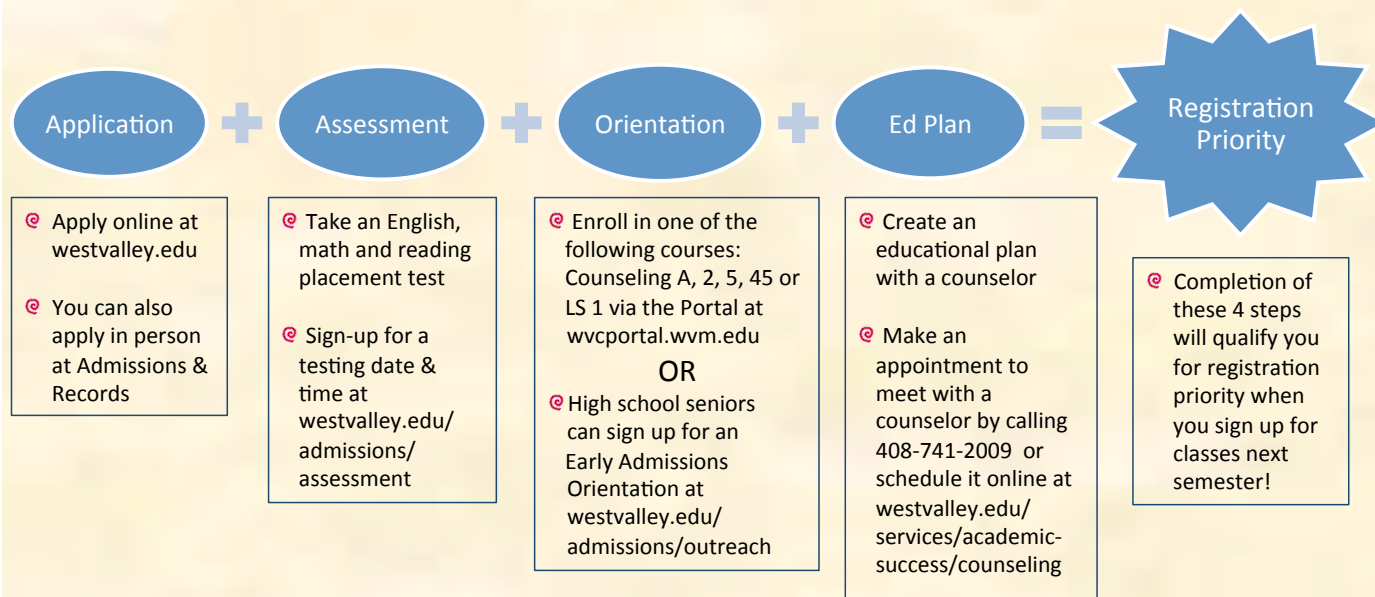 Application
+
Assessment
+
Orientation
+
Ed Plan
=
Registration
Priority
Apply online at
westvalley.edu
You can also
apply in person
at Admissions &
Records
Take an English,
math and reading
placement test
Sign-up for a
testing date &
time at
westvalley.edu/
admissions/
assessment
Enroll in one of the
following courses:
Counseling A, 2, 5, 45 or
LS 1 via the Portal at
wvcportal.wvm.edu
OR
High school seniors
can sign up for an
Early Admissions
Orientation at
westvalley.edu/
admissions/outreach
Create an
educational plan
with a counselor
Make an
appointment to
meet with a
counselor by calling
408-741-2009 or
schedule it online at
westvalley.edu/
services/academic-
success/counseling
Completion of
these 4 steps
will qualify you
for registration
priority when
you sign up for
classes next
semester!